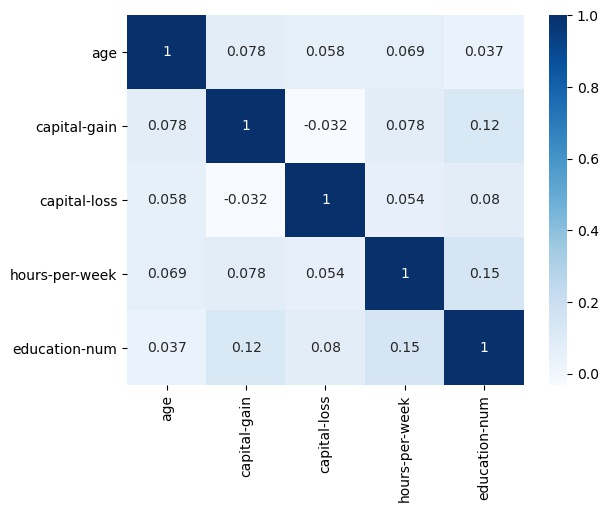 1.0
age 1 0.078 0.058 0.069 0.037
0.8
capital-gain 0.078 1 -0.032 0.078 0.12
0.6
capital-loss 0.058 -0.032 1 0.054 0.08
0.4
hours-per-week 0.069 0.078 0.054 1 0.15
0.2
education-num 0.037 0.12 0.08 0.15 1
0.0
age capital-gain capital-loss hours-per-week education-num